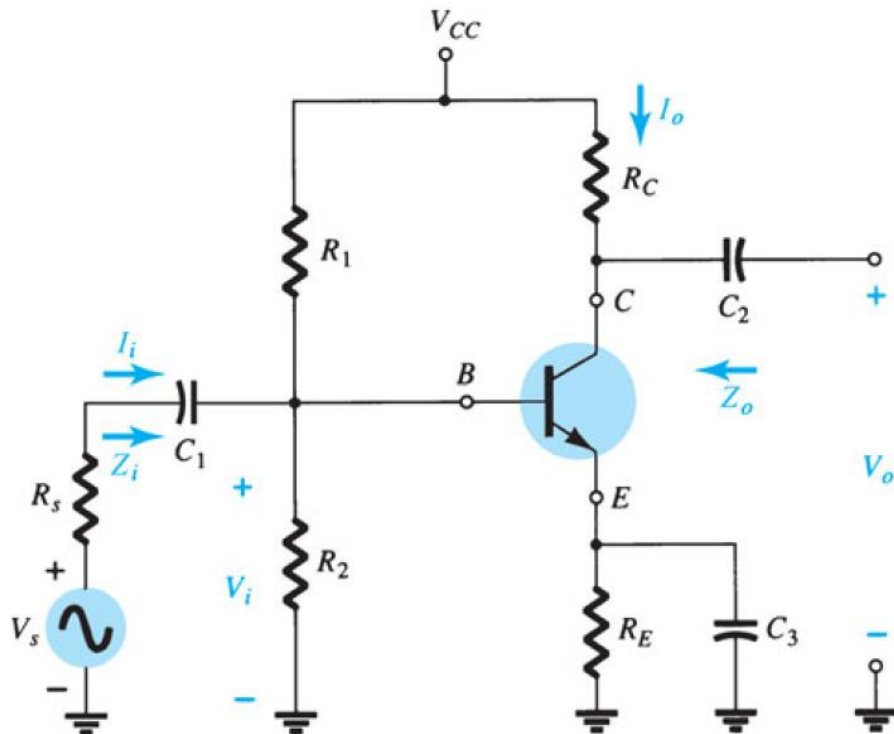 V_CC
I_o
R_C
R_1
C
C_2
+
I_i
B
Z_o
Z_i
C_1
+
V_o
R_s
E
+
V_i
R_2
V_s
R_E
C_3
−
−
−